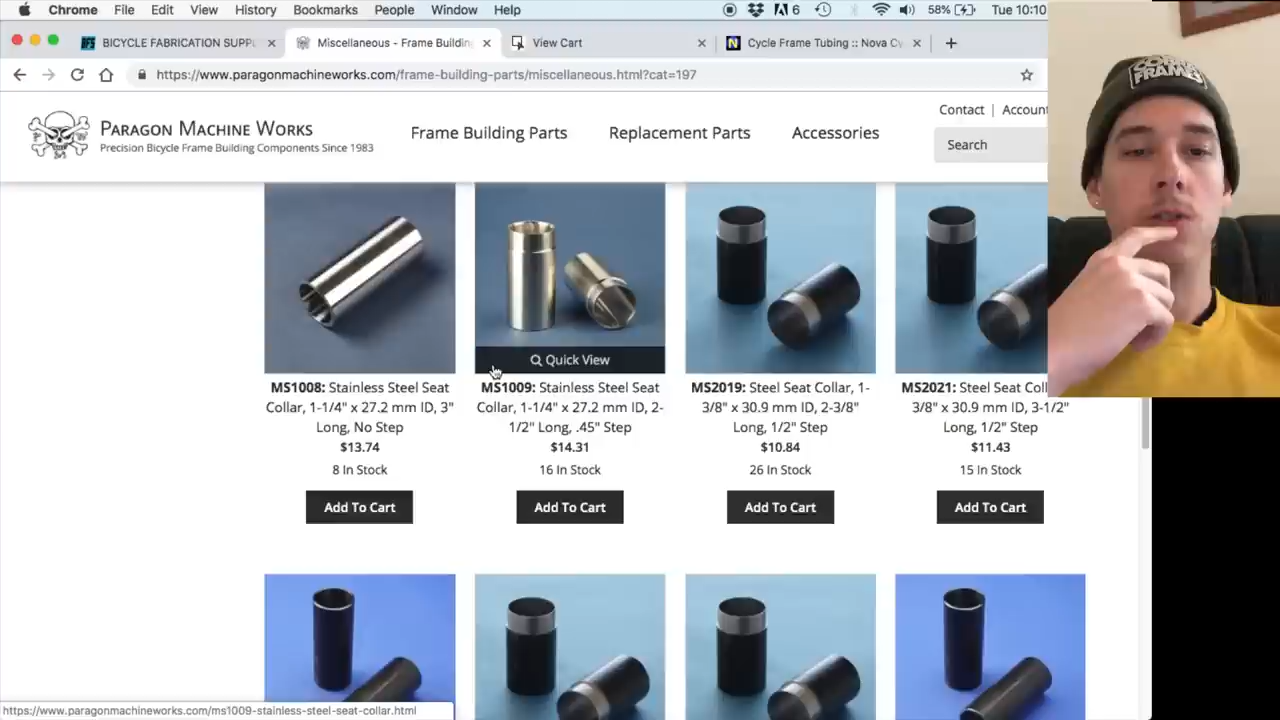 Chrome File Edit View History Bookmarks People Window Help
6 58% Tue 10:10
BICYCLE FABRICATION SUPP
Miscellaneous - Frame Building
View Cart
Cycle Frame Tubing :: Nova Cy
https://www.paragonmachineworks.com/frame-building-parts/miscellaneous.html?cat=197
Contact | Account
PARAGON MACHINE WORKS
Precision Bicycle Frame Building Components Since 1983
Frame Building Parts
Replacement Parts
Accessories
Search
Quick View
MS1008: Stainless Steel Seat
Collar, 1-1/4" x 27.2 mm ID, 3"
Long, No Step
$13.74
8 In Stock
Add To Cart
MS1009: Stainless Steel Seat
Collar, 1-1/4" x 27.2 mm ID, 2-
1/2" Long, .45" Step
$14.31
16 In Stock
Add To Cart
MS2019: Steel Seat Collar, 1-
3/8" x 30.9 mm ID, 2-3/8"
Long, 1/2" Step
$10.84
26 In Stock
Add To Cart
MS2021: Steel Seat Coll
3/8" x 30.9 mm ID, 3-1/2"
Long, 1/2" Step
$11.43
15 In Stock
Add To Cart
https://www.paragonmachineworks.com/ms1009-stainless-steel-seat-collar.html
FRAMES